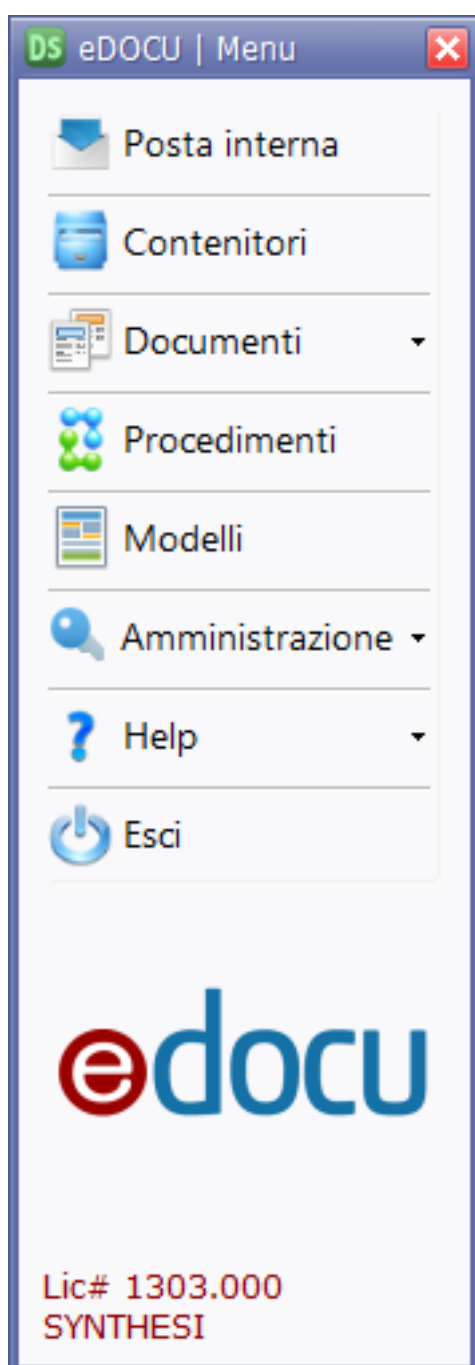 DS eDOCU | Menu
Posta interna
Contenitori
Documenti
Procedimenti
Modelli
Amministrazione
Help
Esci
edocu
Lic# 1303.000
SYNTHESI